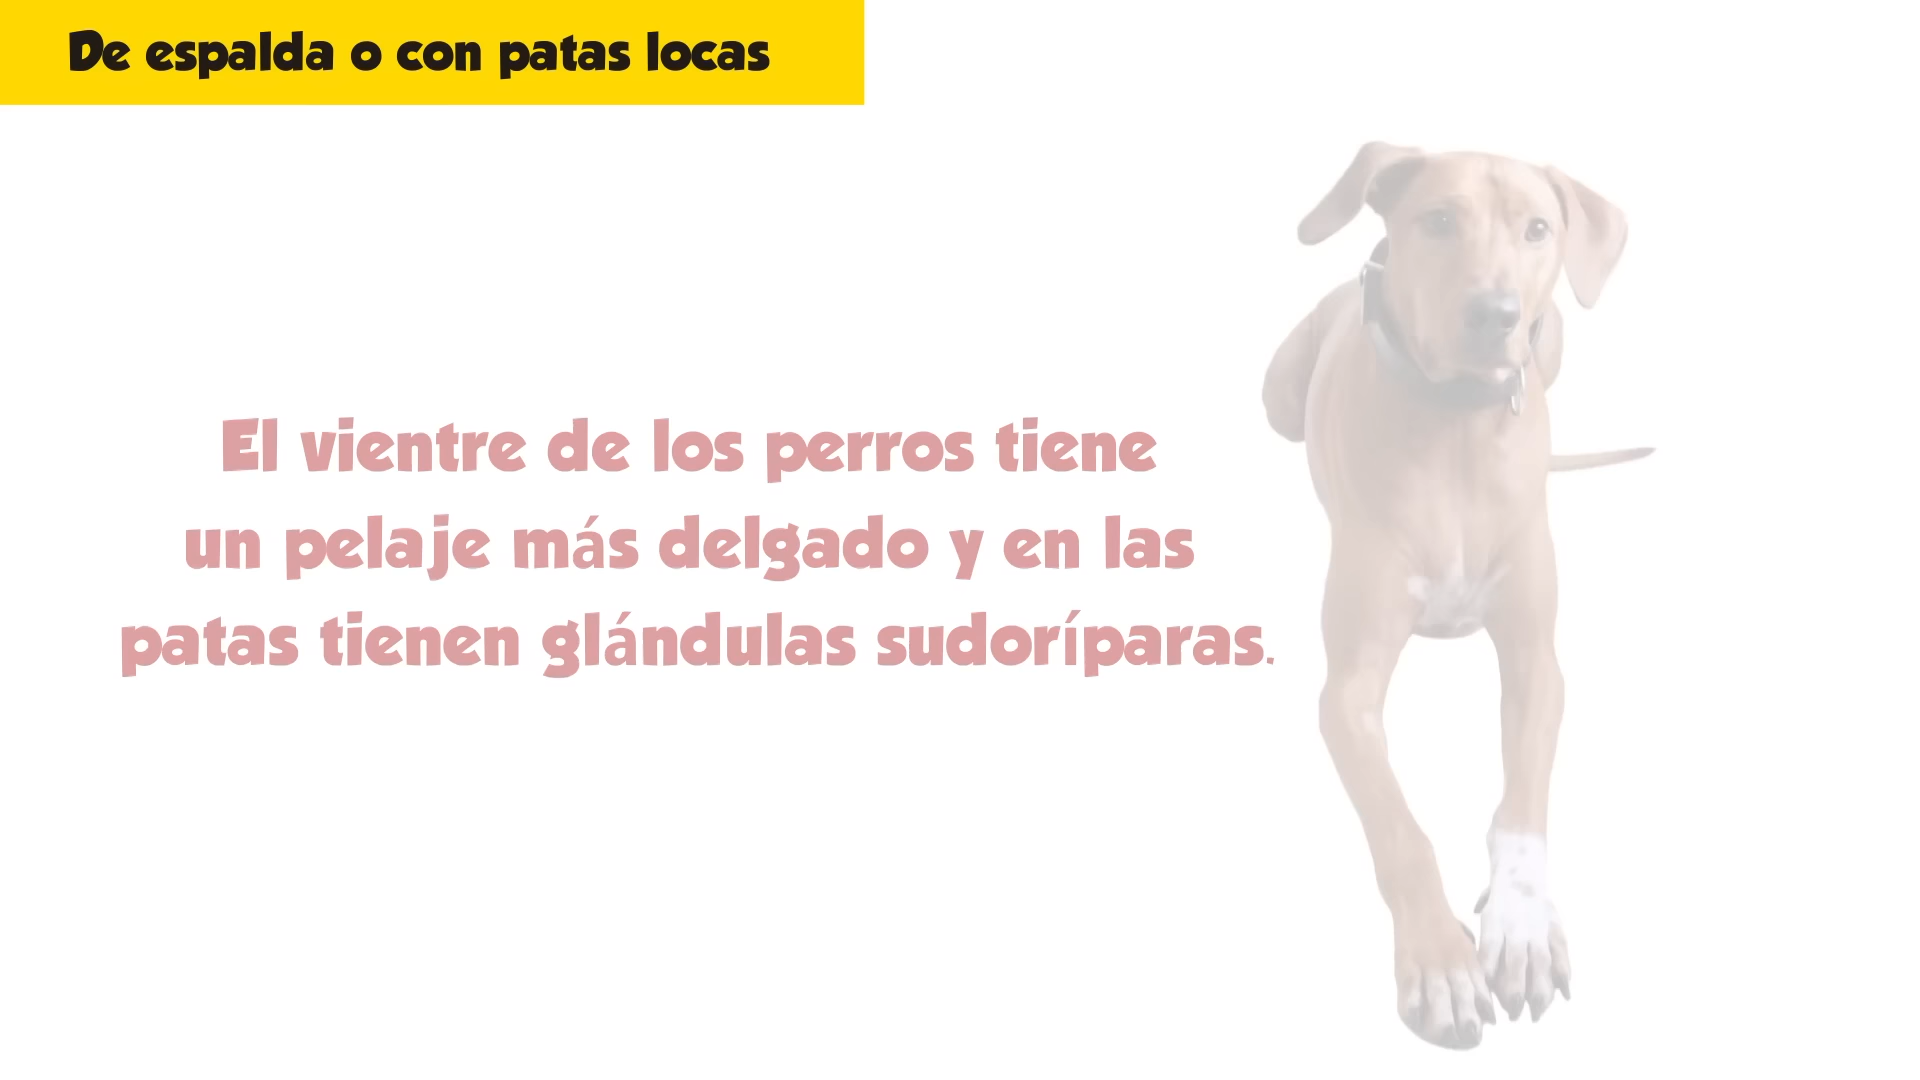 De espalda o con patas locas
El vientre de los perros tiene
un pelaje más delgado y en las
patas tienen glándulas sudoríparas.